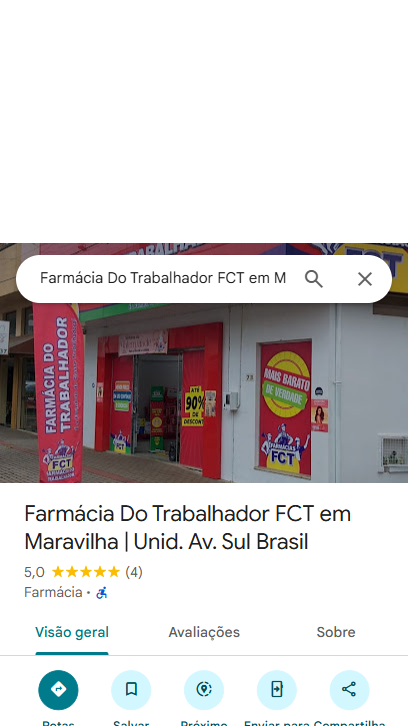 Farmácia Do Trabalhador FCT em M
FARMÁCIA DO
TRABALHADOR
FCT
ATÉ
90%
DE DESCONTO
MAIS BARATO
DE VERDADE
FARMÁCIAS
FCT
Farmácia Do Trabalhador FCT em
Maravilha | Unid. Av. Sul Brasil
5,0 (4)
Farmácia ·
Visão geral Avaliações Sobre
Rotas Salvar Próximo Enviar para Compartilha